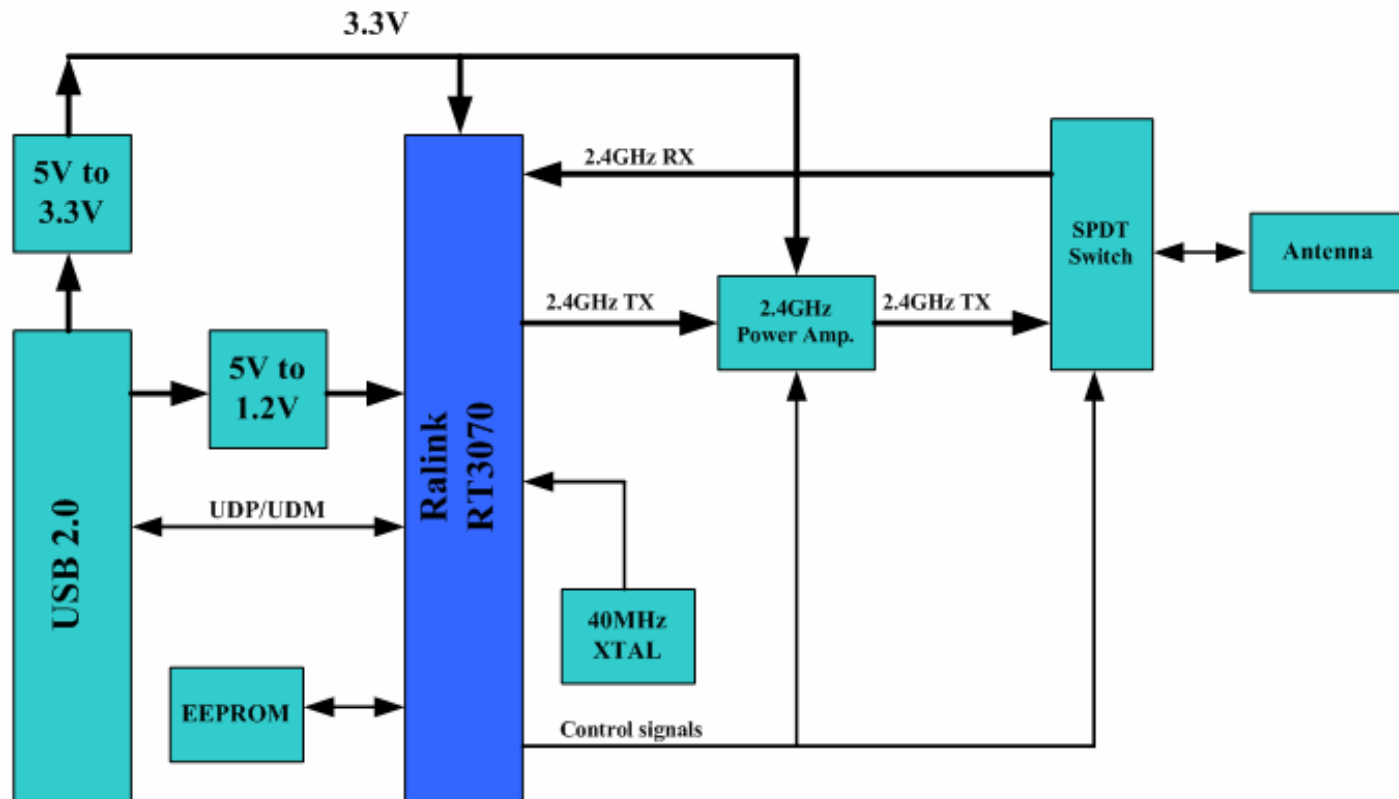 3.3V
5V to
3.3V
2.4GHz RX
SPDT
Switch
Antenna
2.4GHz TX
2.4GHz
Power Amp.
2.4GHz TX
5V to
1.2V
Ralink
RT3070
UDP/UDM
USB 2.0
40MHz
XTAL
EEPROM
Control signals